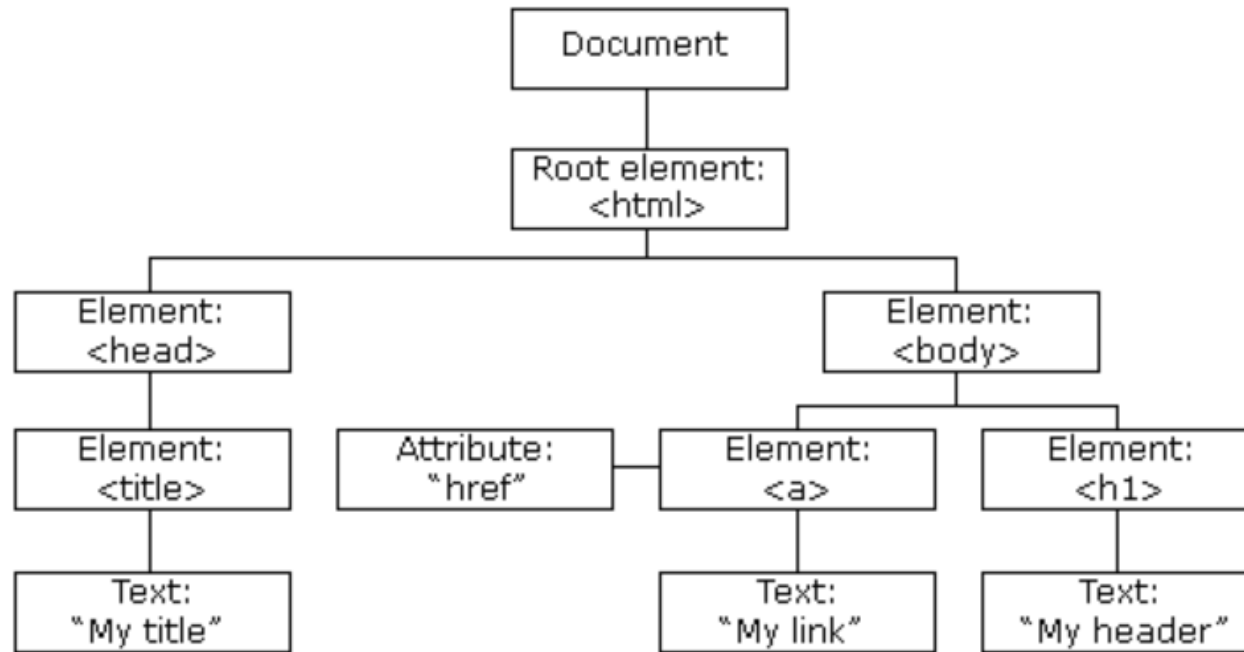 Document
Root element:
<html>
Element:
<head>
Element:
<body>
Element:
<title>
Attribute:
“href”
Element:
<a>
Element:
<h1>
Text:
“My title”
Text:
“My link”
Text:
“My header”